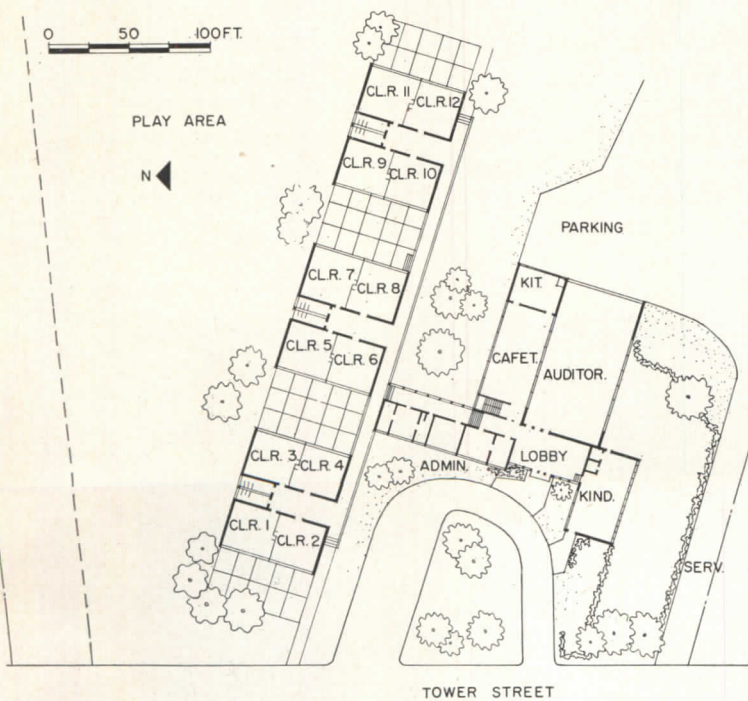 0 50 100FT.
PLAY AREA
N
CL.R. 11
CL.R.12
CL.R. 9
CL.R. 10
CL.R. 7
CL.R. 8
CL.R. 5
CL.R. 6
CL.R. 3
CL.R. 4
CL.R. 1
CL.R. 2
PARKING
KIT.
CAFET.
AUDITOR.
LOBBY
ADMIN.
KIND.
SERV.
TOWER STREET